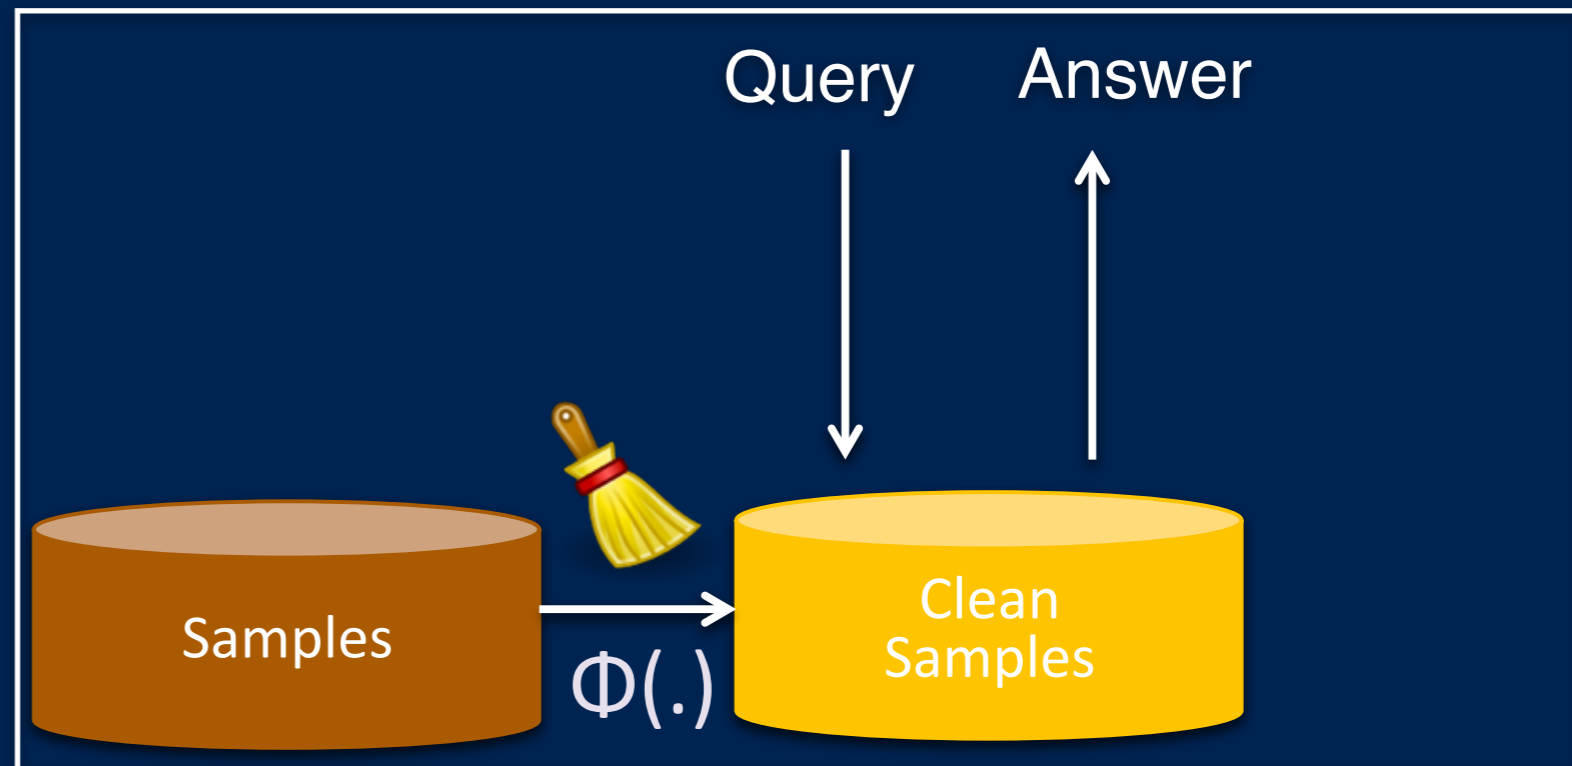 Query
Answer
Samples
Φ(.)
Clean
Samples